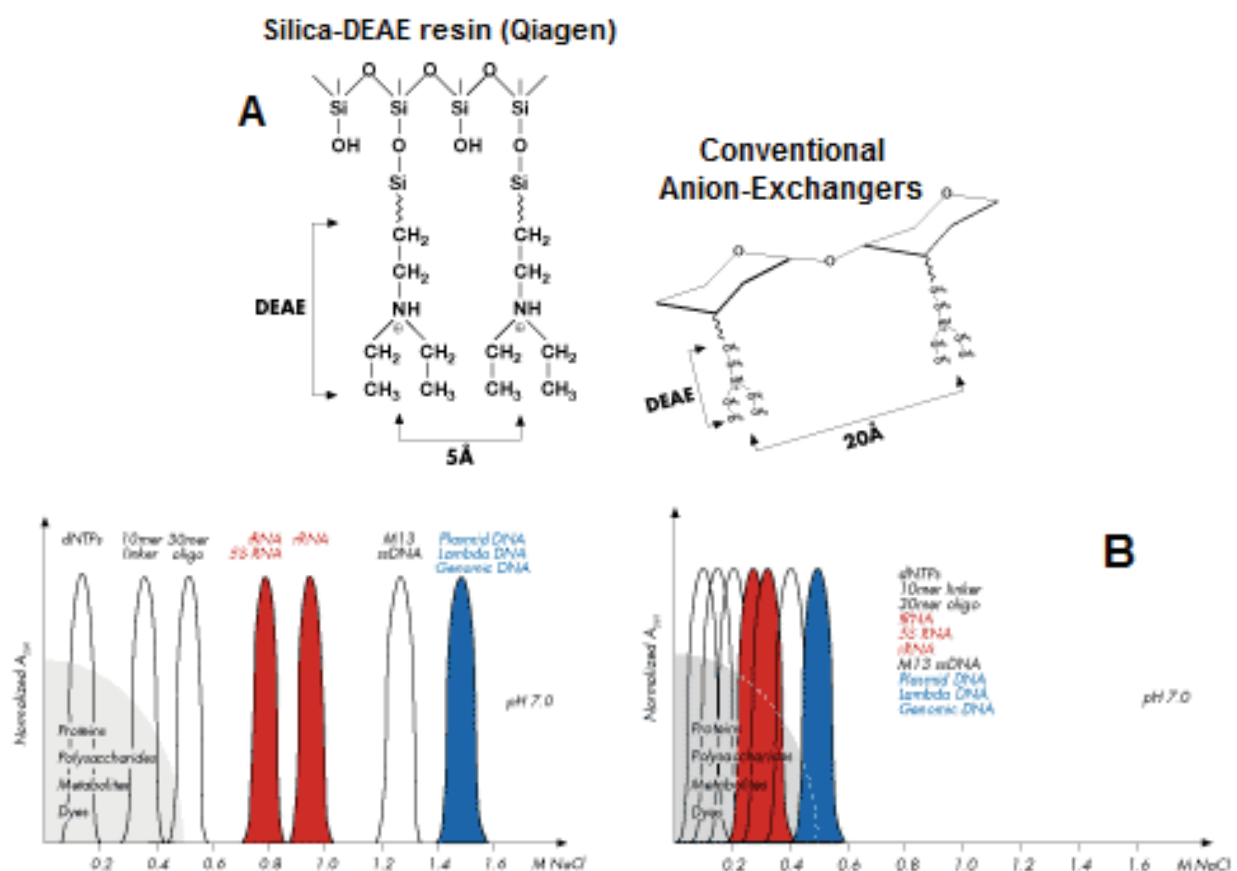 Silica-DEAE resin (Qiagen)
A
O O O
Si Si Si Si
OH O OH O
Si Si
CH₂ CH₂
CH₂ CH₂
DEAE
NH NH
⊕ ⊕
CH₂ CH₂ CH₂ CH₂
CH₃ CH₃ CH₃ CH₃
5Å
Conventional
Anion-Exchangers
O
O
O
DEAE
20Å
dNTPs
10mer
linker
30mer
oligo
tRNA
5S RNA
rRNA
M13
ssDNA
Plasmid DNA
Lambda DNA
Genomic DNA
Normalized
pH 7.0
Proteins
Polysaccharides
Metabolites
Dyes
0.2 0.4 0.6 0.8 1.0 1.2 1.4 1.6 M NaCl
B
dNTPs
10mer linker
30mer oligo
tRNA
5S RNA
rRNA
M13 ssDNA
Plasmid DNA
Lambda DNA
Genomic DNA
Normalized
pH 7.0
Proteins
Polysaccharides
Metabolites
Dyes
0.2 0.4 0.6 0.8 1.0 1.2 1.4 1.6 M NaCl